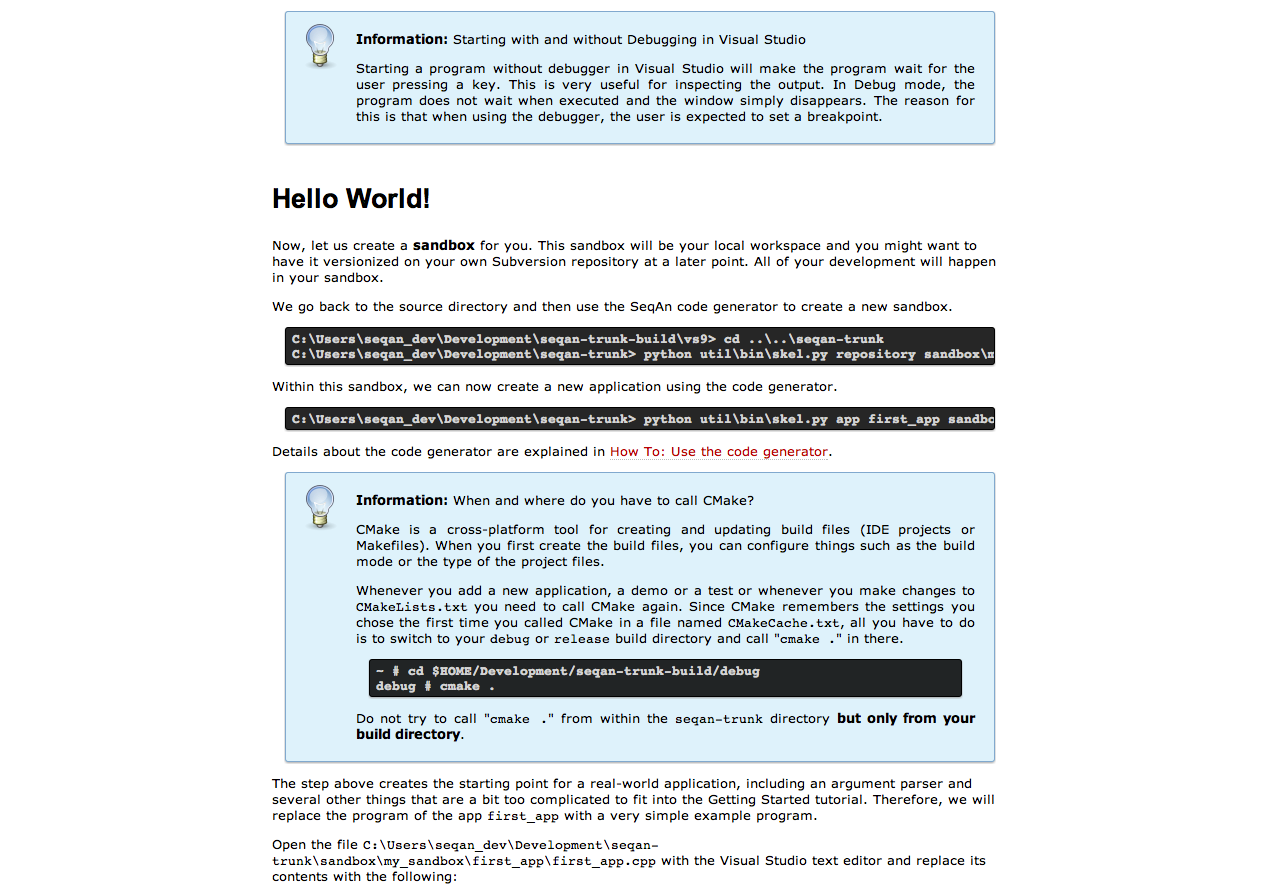 Information: Starting with and without Debugging in Visual Studio
Starting a program without debugger in Visual Studio will make the program wait for the
user pressing a key. This is very useful for inspecting the output. In Debug mode, the
program does not wait when executed and the window simply disappears. The reason for
this is that when using the debugger, the user is expected to set a breakpoint.
Hello World!
Now, let us create a sandbox for you. This sandbox will be your local workspace and you might want to
have it versionized on your own Subversion repository at a later point. All of your development will happen
in your sandbox.
We go back to the source directory and then use the SeqAn code generator to create a new sandbox.
C:\Users\seqan_dev\Development\seqan-trunk-build\vs9> cd ..\..\seqan-trunk
C:\Users\seqan_dev\Development\seqan-trunk> python util\bin\skel.py repository sandbox\m
Within this sandbox, we can now create a new application using the code generator.
C:\Users\seqan_dev\Development\seqan-trunk> python util\bin\skel.py app first_app sandbo
Details about the code generator are explained in How To: Use the code generator.
Information: When and where do you have to call CMake?
CMake is a cross-platform tool for creating and updating build files (IDE projects or
Makefiles). When you first create the build files, you can configure things such as the build
mode or the type of the project files.
Whenever you add a new application, a demo or a test or whenever you make changes to
CMakeLists.txt you need to call CMake again. Since CMake remembers the settings you
chose the first time you called CMake in a file named CMakeCache.txt, all you have to do
is to switch to your debug or release build directory and call "cmake ." in there.
~ # cd $HOME/Development/seqan-trunk-build/debug
debug # cmake .
Do not try to call "cmake ." from within the seqan-trunk directory but only from your
build directory.
The step above creates the starting point for a real-world application, including an argument parser and
several other things that are a bit too complicated to fit into the Getting Started tutorial. Therefore, we will
replace the program of the app first_app with a very simple example program.
Open the file C:\Users\seqan_dev\Development\seqan-
trunk\sandbox\my_sandbox\first_app\first_app.cpp with the Visual Studio text editor and replace its
contents with the following: